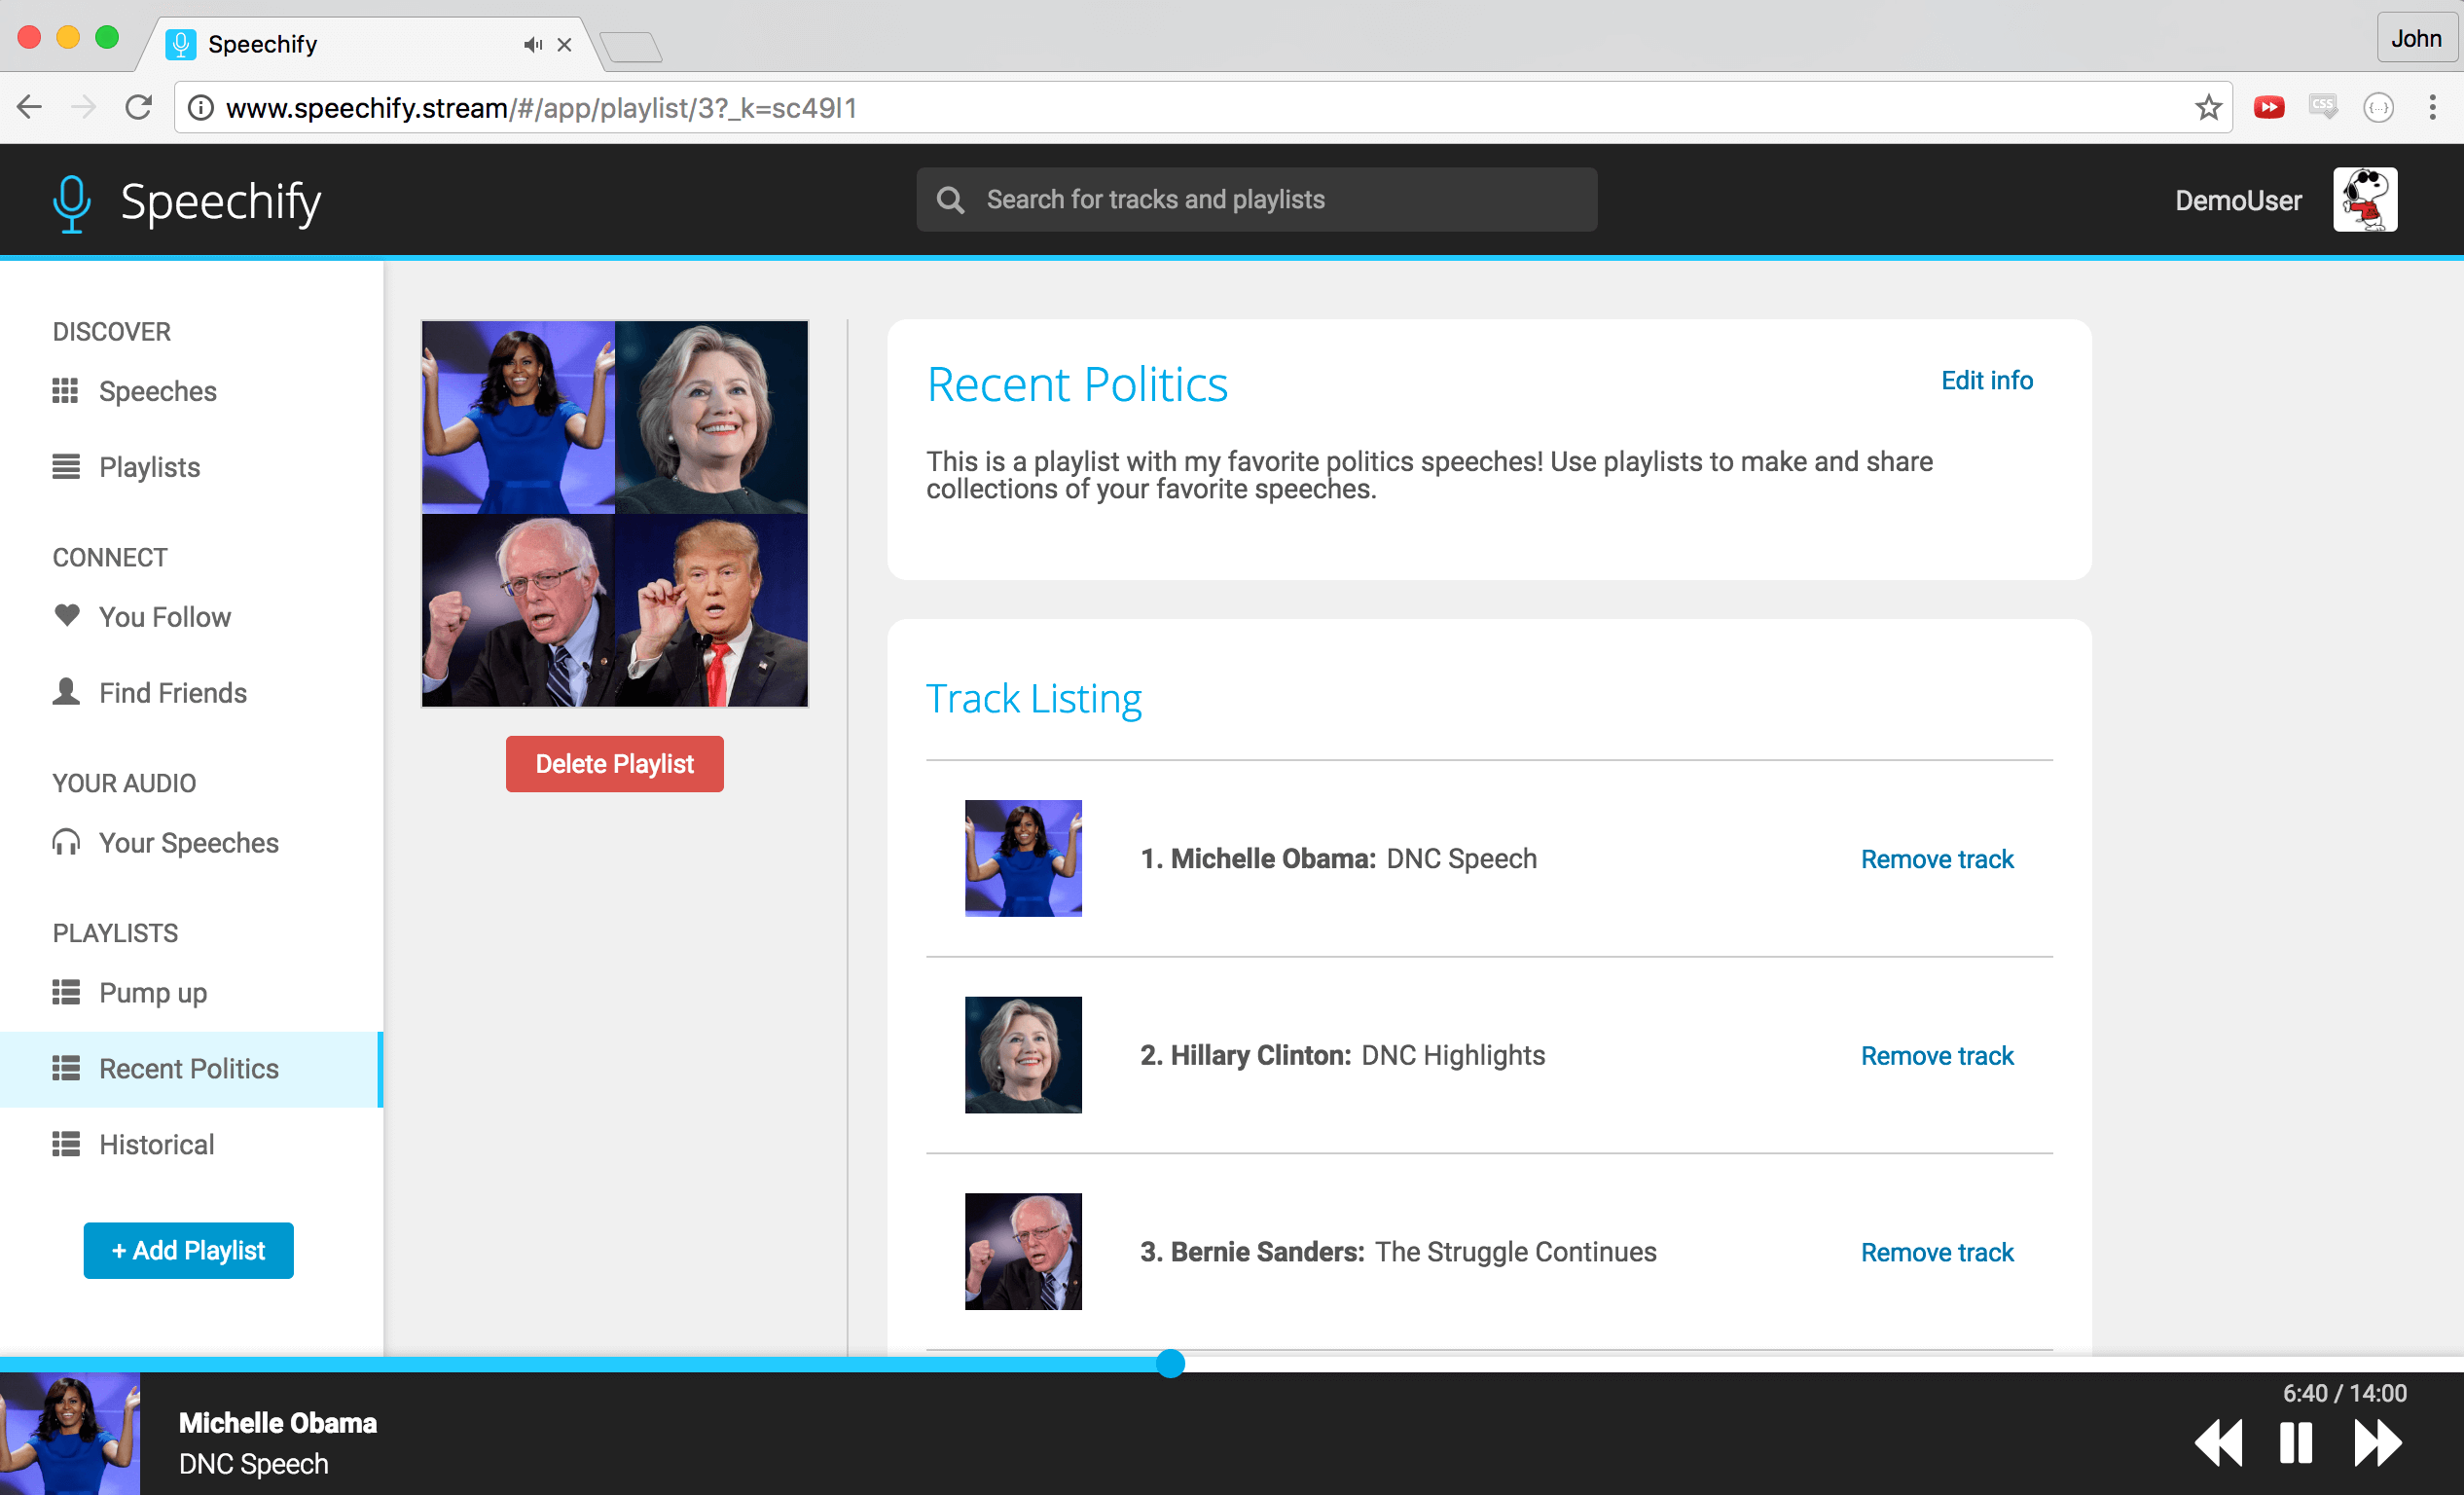 Speechify
John
www.speechify.stream/#/app/playlist/3?_k=sc49l1
CSS
{...}
Speechify
Search for tracks and playlists
DemoUser
DISCOVER
Speeches
Playlists
CONNECT
You Follow
Find Friends
YOUR AUDIO
Your Speeches
PLAYLISTS
Pump up
Recent Politics
Historical
+ Add Playlist
Delete Playlist
Recent Politics
Edit info
This is a playlist with my favorite politics speeches! Use playlists to make and share
collections of your favorite speeches.
Track Listing
1. Michelle Obama: DNC Speech
Remove track
2. Hillary Clinton: DNC Highlights
Remove track
3. Bernie Sanders: The Struggle Continues
Remove track
Michelle Obama
DNC Speech
6:40 / 14:00